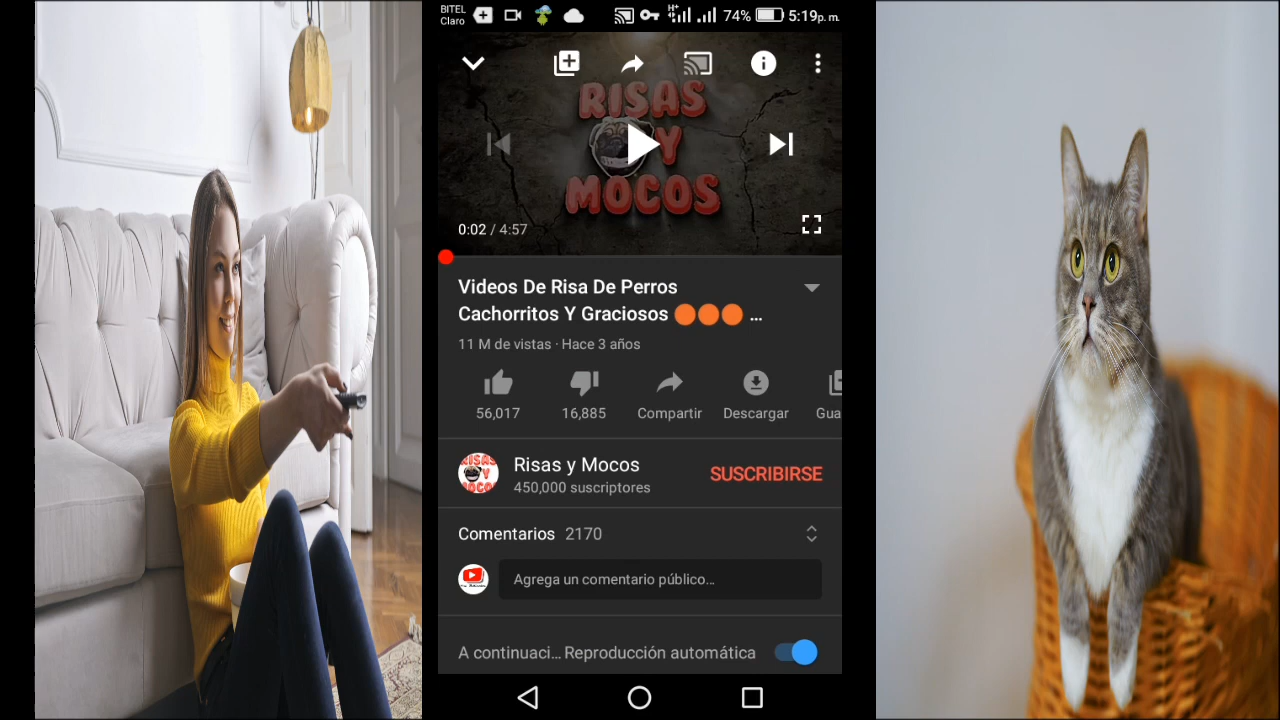 BITEL
Claro
H+
74%
5:19p. m.
RISAS
Y
MOCOS
0:02 / 4:57
Videos De Risa De Perros
Cachorritos Y Graciosos 🟠🟠🟠 ...
11 M de vistas · Hace 3 años
56,017
16,885
Compartir
Descargar
Gua
RISAS
Y
MOCOS
Risas y Mocos
450,000 suscriptores
SUSCRIBIRSE
Comentarios 2170
Agrega un comentario público...
A continuaci... Reproducción automática